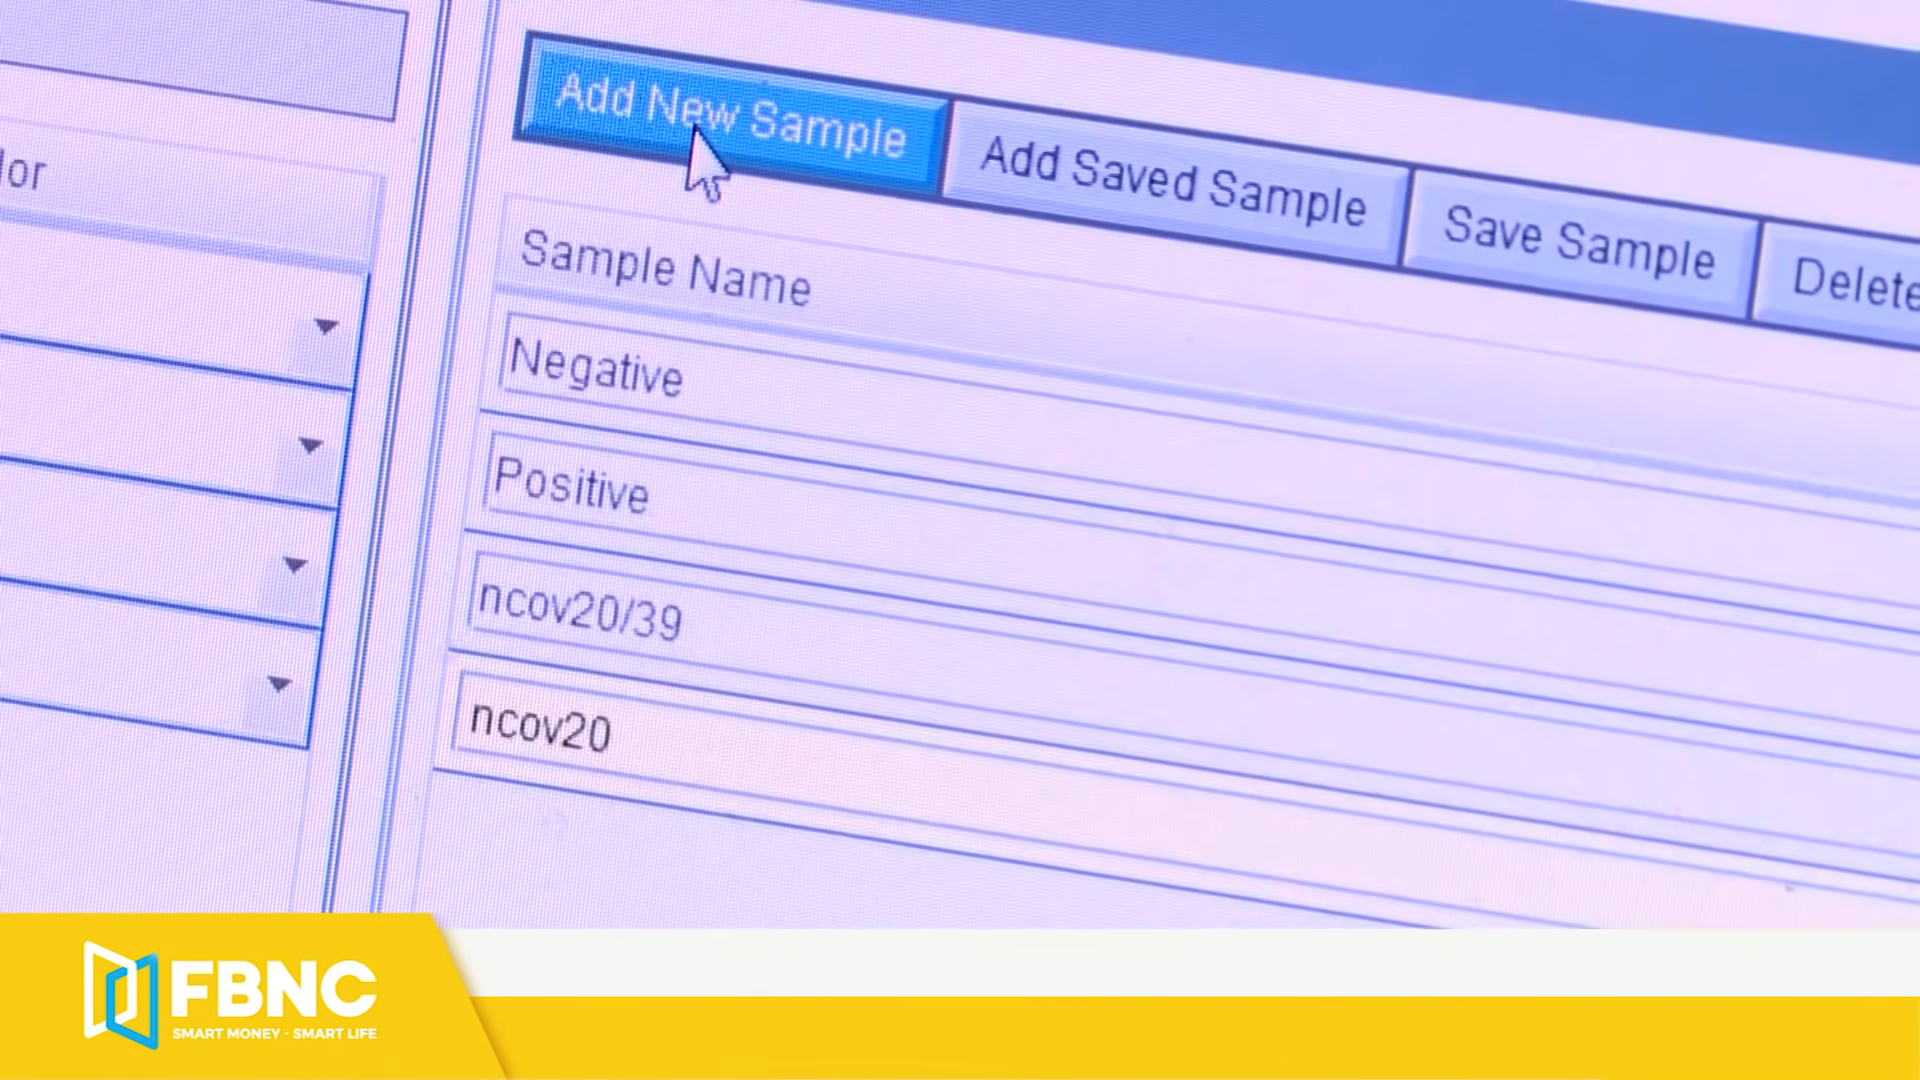 lor
Add New Sample
Add Saved Sample
Save Sample
Delete
Sample Name
Negative
Positive
ncov20/39
ncov20
FBNC
SMART MONEY - SMART LIFE